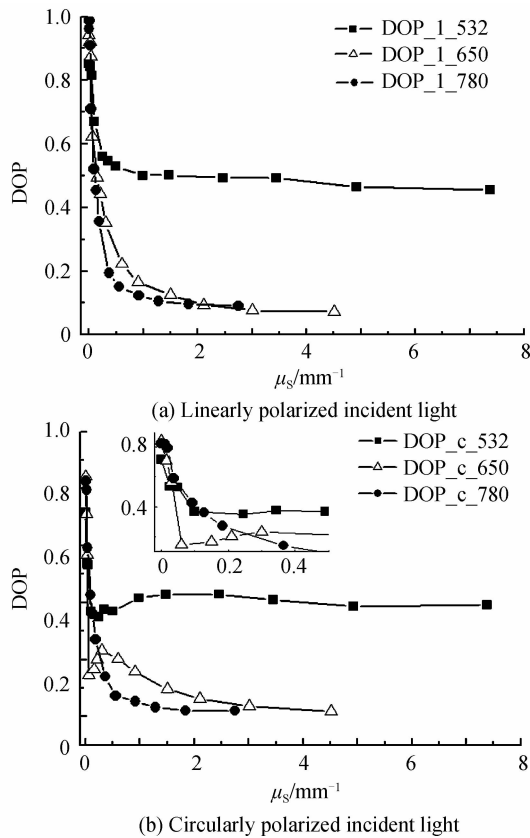 1.0
0.8
0.6
0.4
0.2
0
DOP
DOP_1_532
DOP_1_650
DOP_1_780
0 2 4 6 8
μS/mm⁻¹
(a) Linearly polarized incident light
1.0
0.8
0.6
0.4
0.2
0
DOP
0.8
0.4
0 0.2 0.4
DOP_c_532
DOP_c_650
DOP_c_780
0 2 4 6 8
μS/mm⁻¹
(b) Circularly polarized incident light